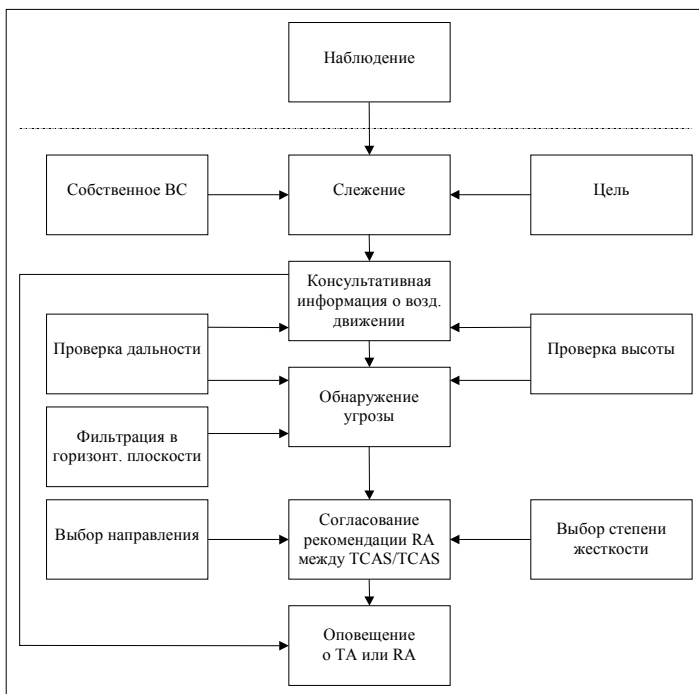 Наблюдение
Собственное ВС
Слежение
Цель
Консультативная
информация о возд.
движении
Проверка дальности
Проверка высоты
Обнаружение
угрозы
Фильтрация в
горизонт. плоскости
Выбор направления
Согласование
рекомендации RA
между TCAS/TCAS
Выбор степени
жесткости
Оповещение
о ТА или RA